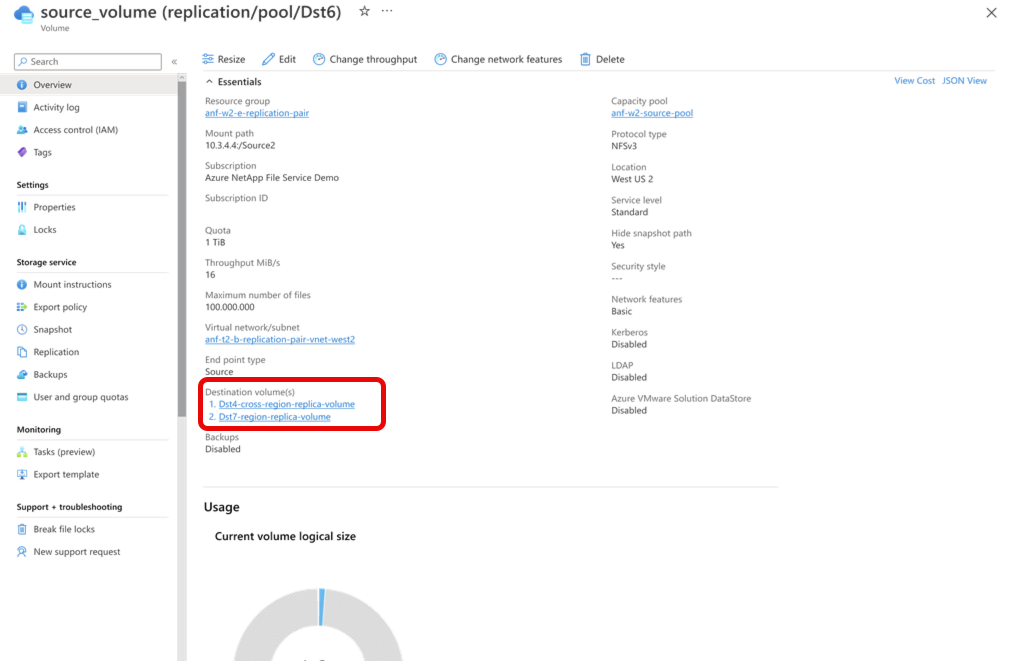 source_volume (replication/pool/Dst6)
Volume
Search
Overview
Activity log
Access control (IAM)
Tags
Settings
Properties
Locks
Storage service
Mount instructions
Export policy
Snapshot
Replication
Backups
User and group quotas
Monitoring
Tasks (preview)
Export template
Support + troubleshooting
Break file locks
New support request
Resize Edit Change throughput Change network features Delete
Essentials
View Cost JSON View
Resource group
anf-w2-e-replication-pair
Mount path
10.3.4.4:/Source2
Subscription
Azure NetApp File Service Demo
Subscription ID
Quota
1 TiB
Throughput MiB/s
16
Maximum number of files
100.000.000
Virtual network/subnet
anf-t2-b-replication-pair-vnet-west2
End point type
Source
Destination volume(s)
1. Dst4-cross-region-replica-volume
2. Dst7-region-replica-volume
Backups
Disabled
Capacity pool
anf-w2-source-pool
Protocol type
NFSv3
Location
West US 2
Service level
Standard
Hide snapshot path
Yes
Security style
---
Network features
Basic
Kerberos
Disabled
LDAP
Disabled
Azure VMware Solution DataStore
Disabled
Usage
Current volume logical size